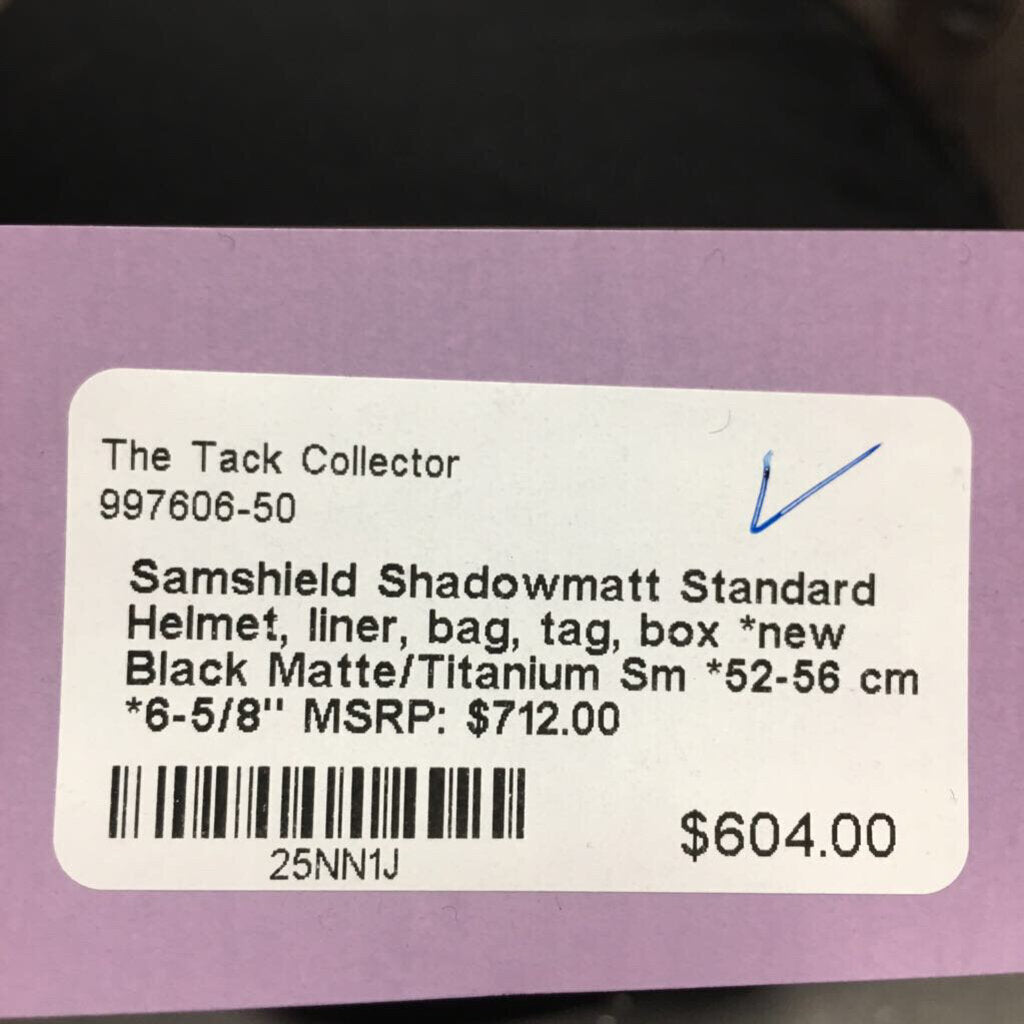 The Tack Collector
997606-50
Samshield Shadowmatt Standard
Helmet, liner, bag, tag, box *new
Black Matte/Titanium Sm *52-56 cm
*6-5/8" MSRP: $712.00
25NN1J
$604.00